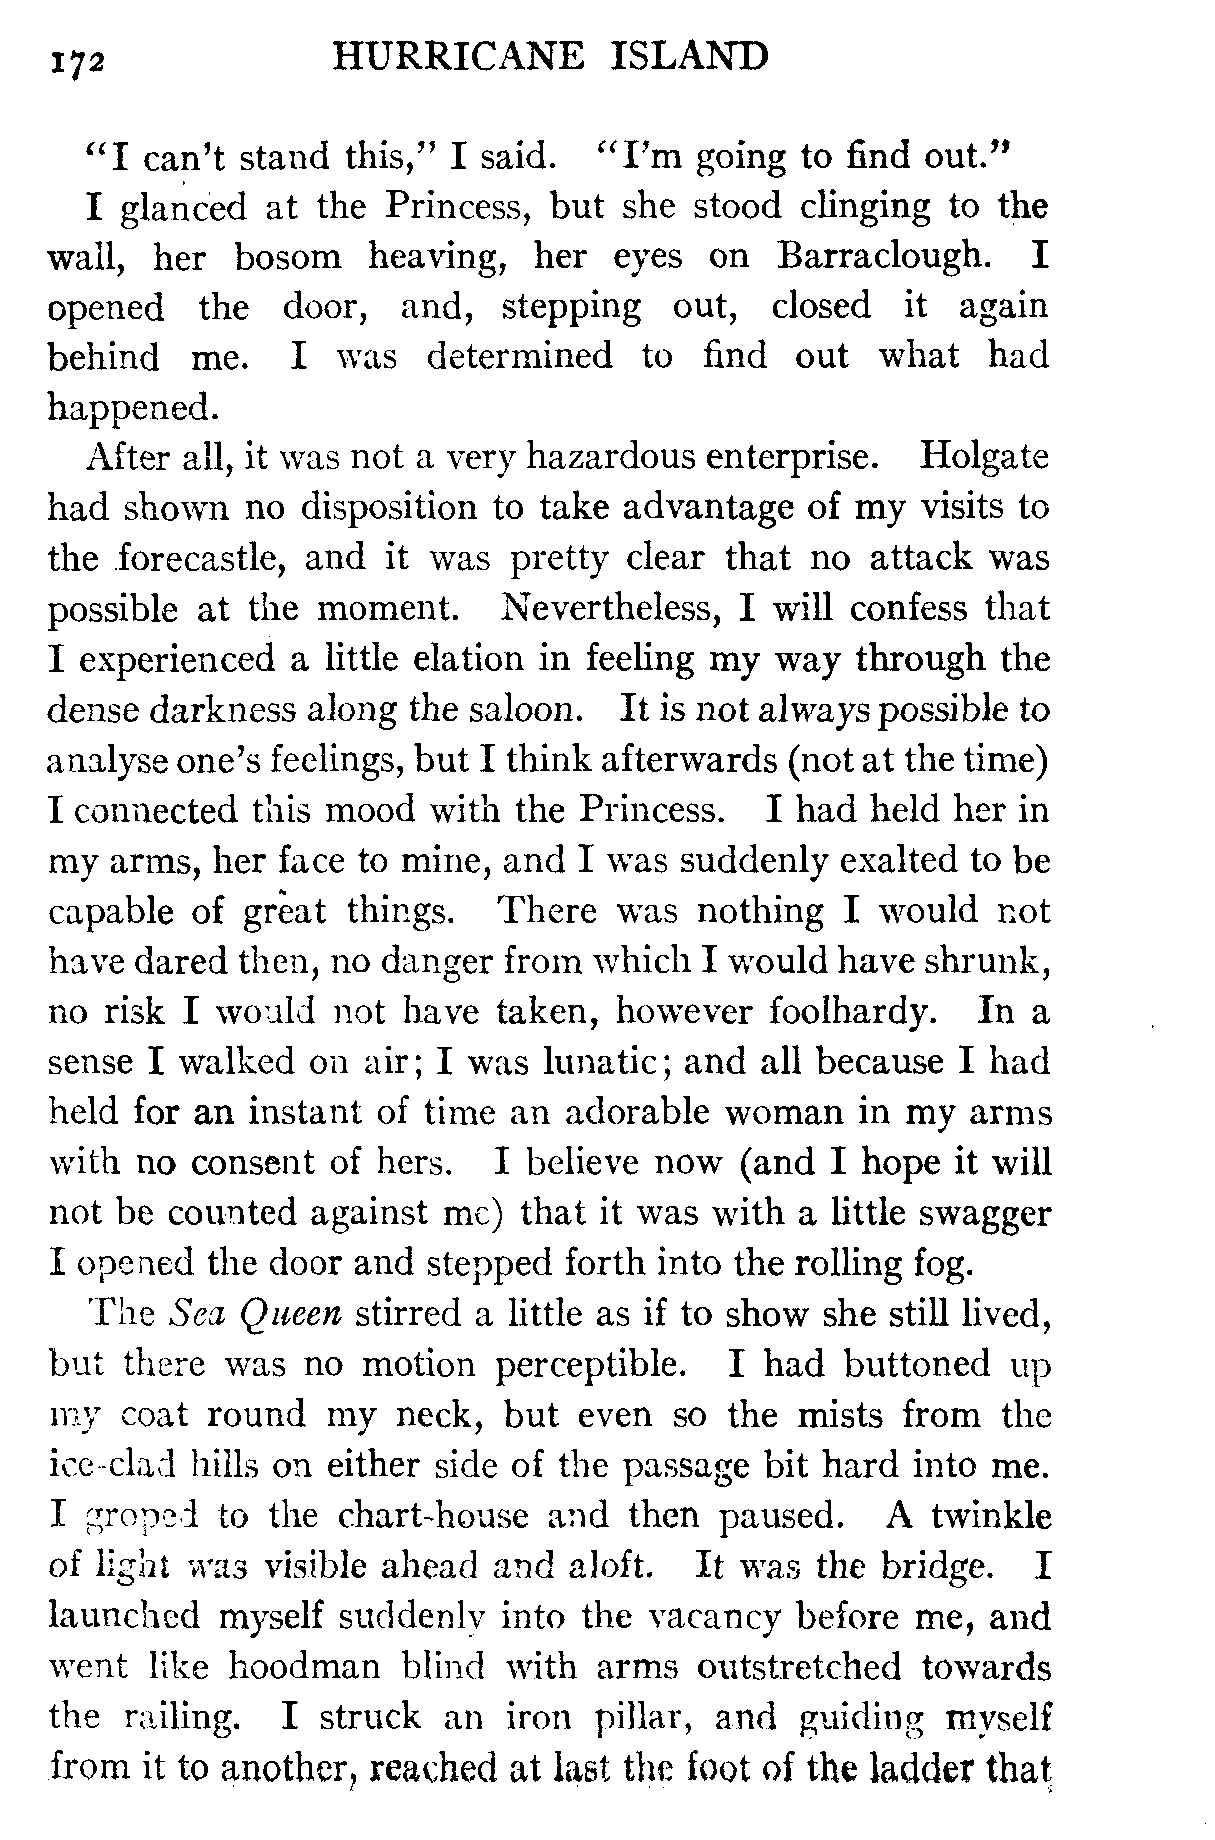 172 HURRICANE ISLAND
"I can't stand this," I said. "I'm going to find out."
I glanced at the Princess, but she stood clinging to the
wall, her bosom heaving, her eyes on Barraclough. I
opened the door, and, stepping out, closed it again
behind me. I was determined to find out what had
happened.
After all, it was not a very hazardous enterprise. Holgate
had shown no disposition to take advantage of my visits to
the forecastle, and it was pretty clear that no attack was
possible at the moment. Nevertheless, I will confess that
I experienced a little elation in feeling my way through the
dense darkness along the saloon. It is not always possible to
analyse one's feelings, but I think afterwards (not at the time)
I connected this mood with the Princess. I had held her in
my arms, her face to mine, and I was suddenly exalted to be
capable of great things. There was nothing I would not
have dared then, no danger from which I would have shrunk,
no risk I would not have taken, however foolhardy. In a
sense I walked on air; I was lunatic; and all because I had
held for an instant of time an adorable woman in my arms
with no consent of hers. I believe now (and I hope it will
not be counted against me) that it was with a little swagger
I opened the door and stepped forth into the rolling fog.
The Sea Queen stirred a little as if to show she still lived,
but there was no motion perceptible. I had buttoned up
my coat round my neck, but even so the mists from the
ice-clad hills on either side of the passage bit hard into me.
I groped to the chart-house and then paused. A twinkle
of light was visible ahead and aloft. It was the bridge. I
launched myself suddenly into the vacancy before me, and
went like hoodman blind with arms outstretched towards
the railing. I struck an iron pillar, and guiding myself
from it to another, reached at last the foot of the ladder that